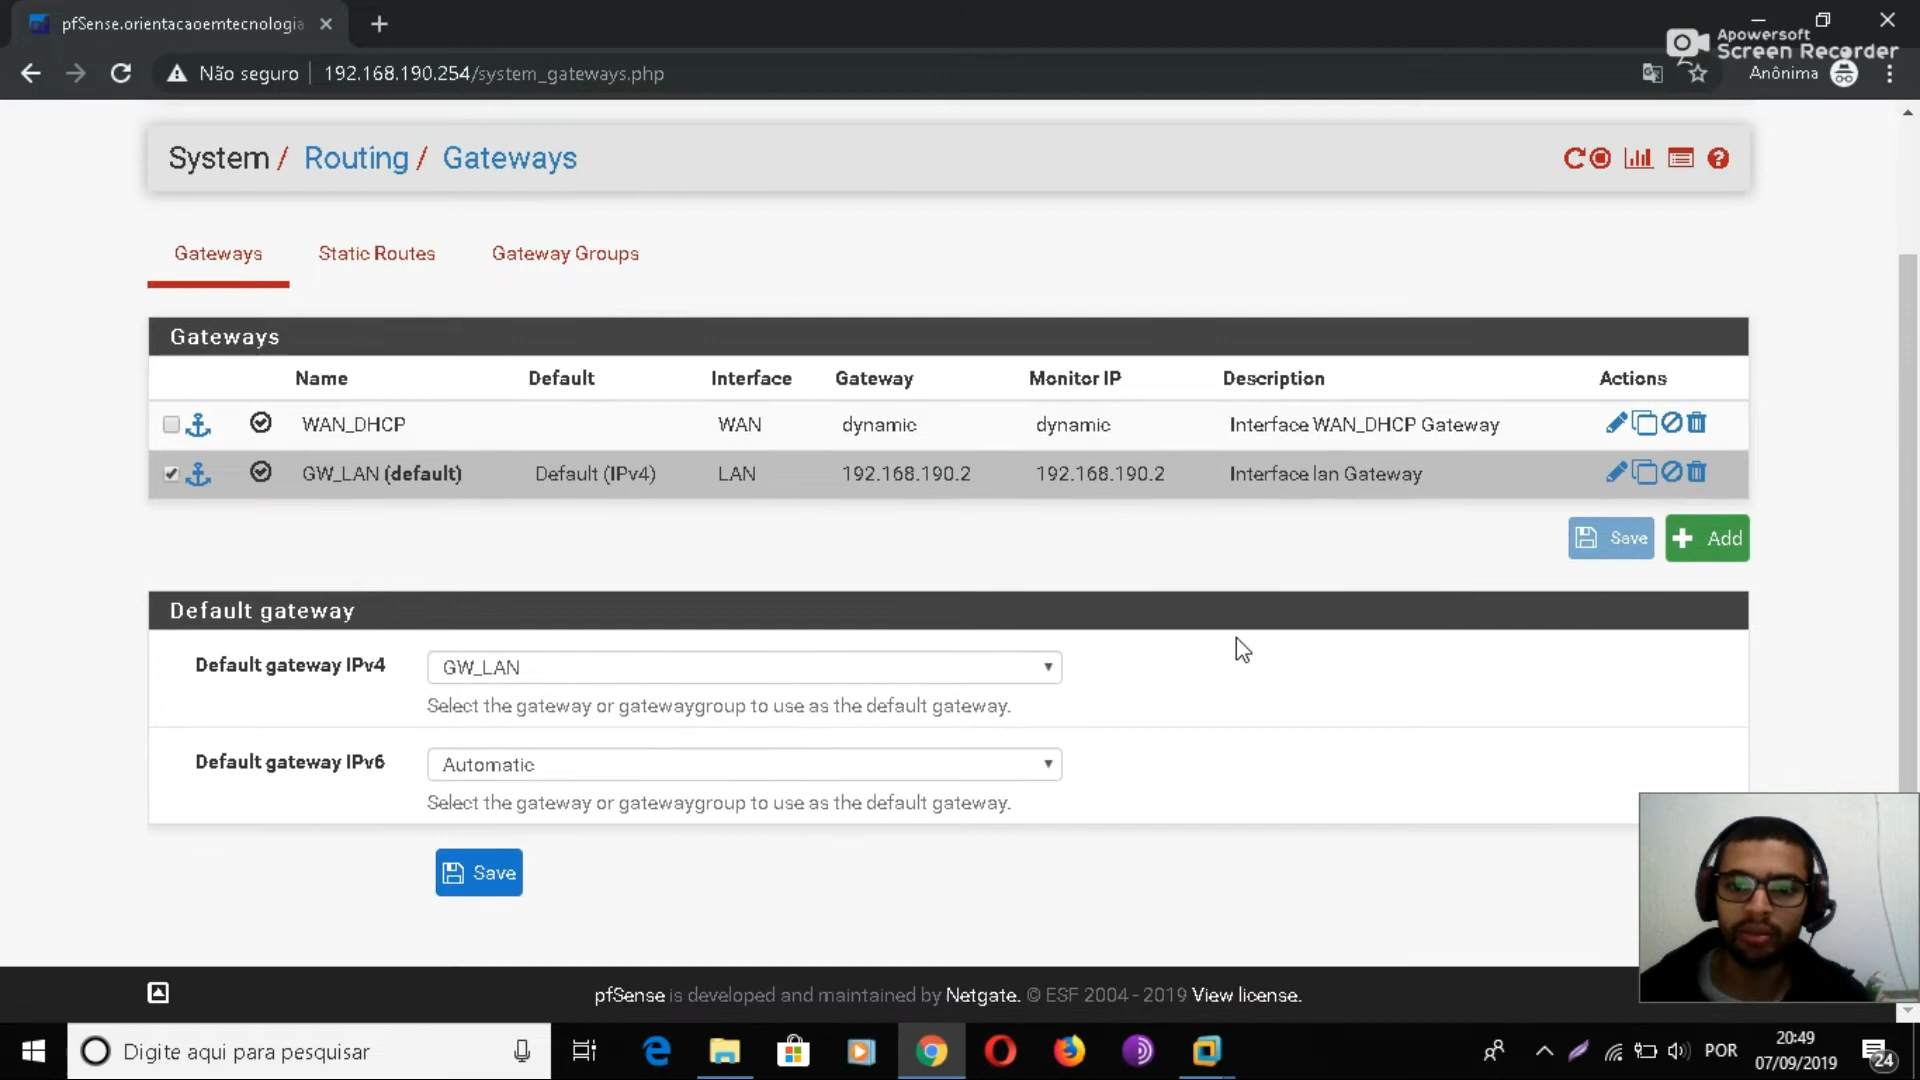 pfSense.orientacaoemtecnologia
Apowersoft
Screen Recorder
Não seguro
192.168.190.254/system_gateways.php
Anônima
System / Routing / Gateways
Gateways
Static Routes
Gateway Groups
Gateways
Name Default Interface Gateway Monitor IP Description Actions
WAN_DHCP WAN dynamic dynamic Interface WAN_DHCP Gateway
GW_LAN (default) Default (IPv4) LAN 192.168.190.2 192.168.190.2 Interface lan Gateway
Save
Add
Default gateway
Default gateway IPv4 GW_LAN
Select the gateway or gatewaygroup to use as the default gateway.
Default gateway IPv6 Automatic
Select the gateway or gatewaygroup to use as the default gateway.
Save
pfSense is developed and maintained by Netgate. © ESF 2004 - 2019 View license.
Digite aqui para pesquisar
POR
20:49
07/09/2019
24